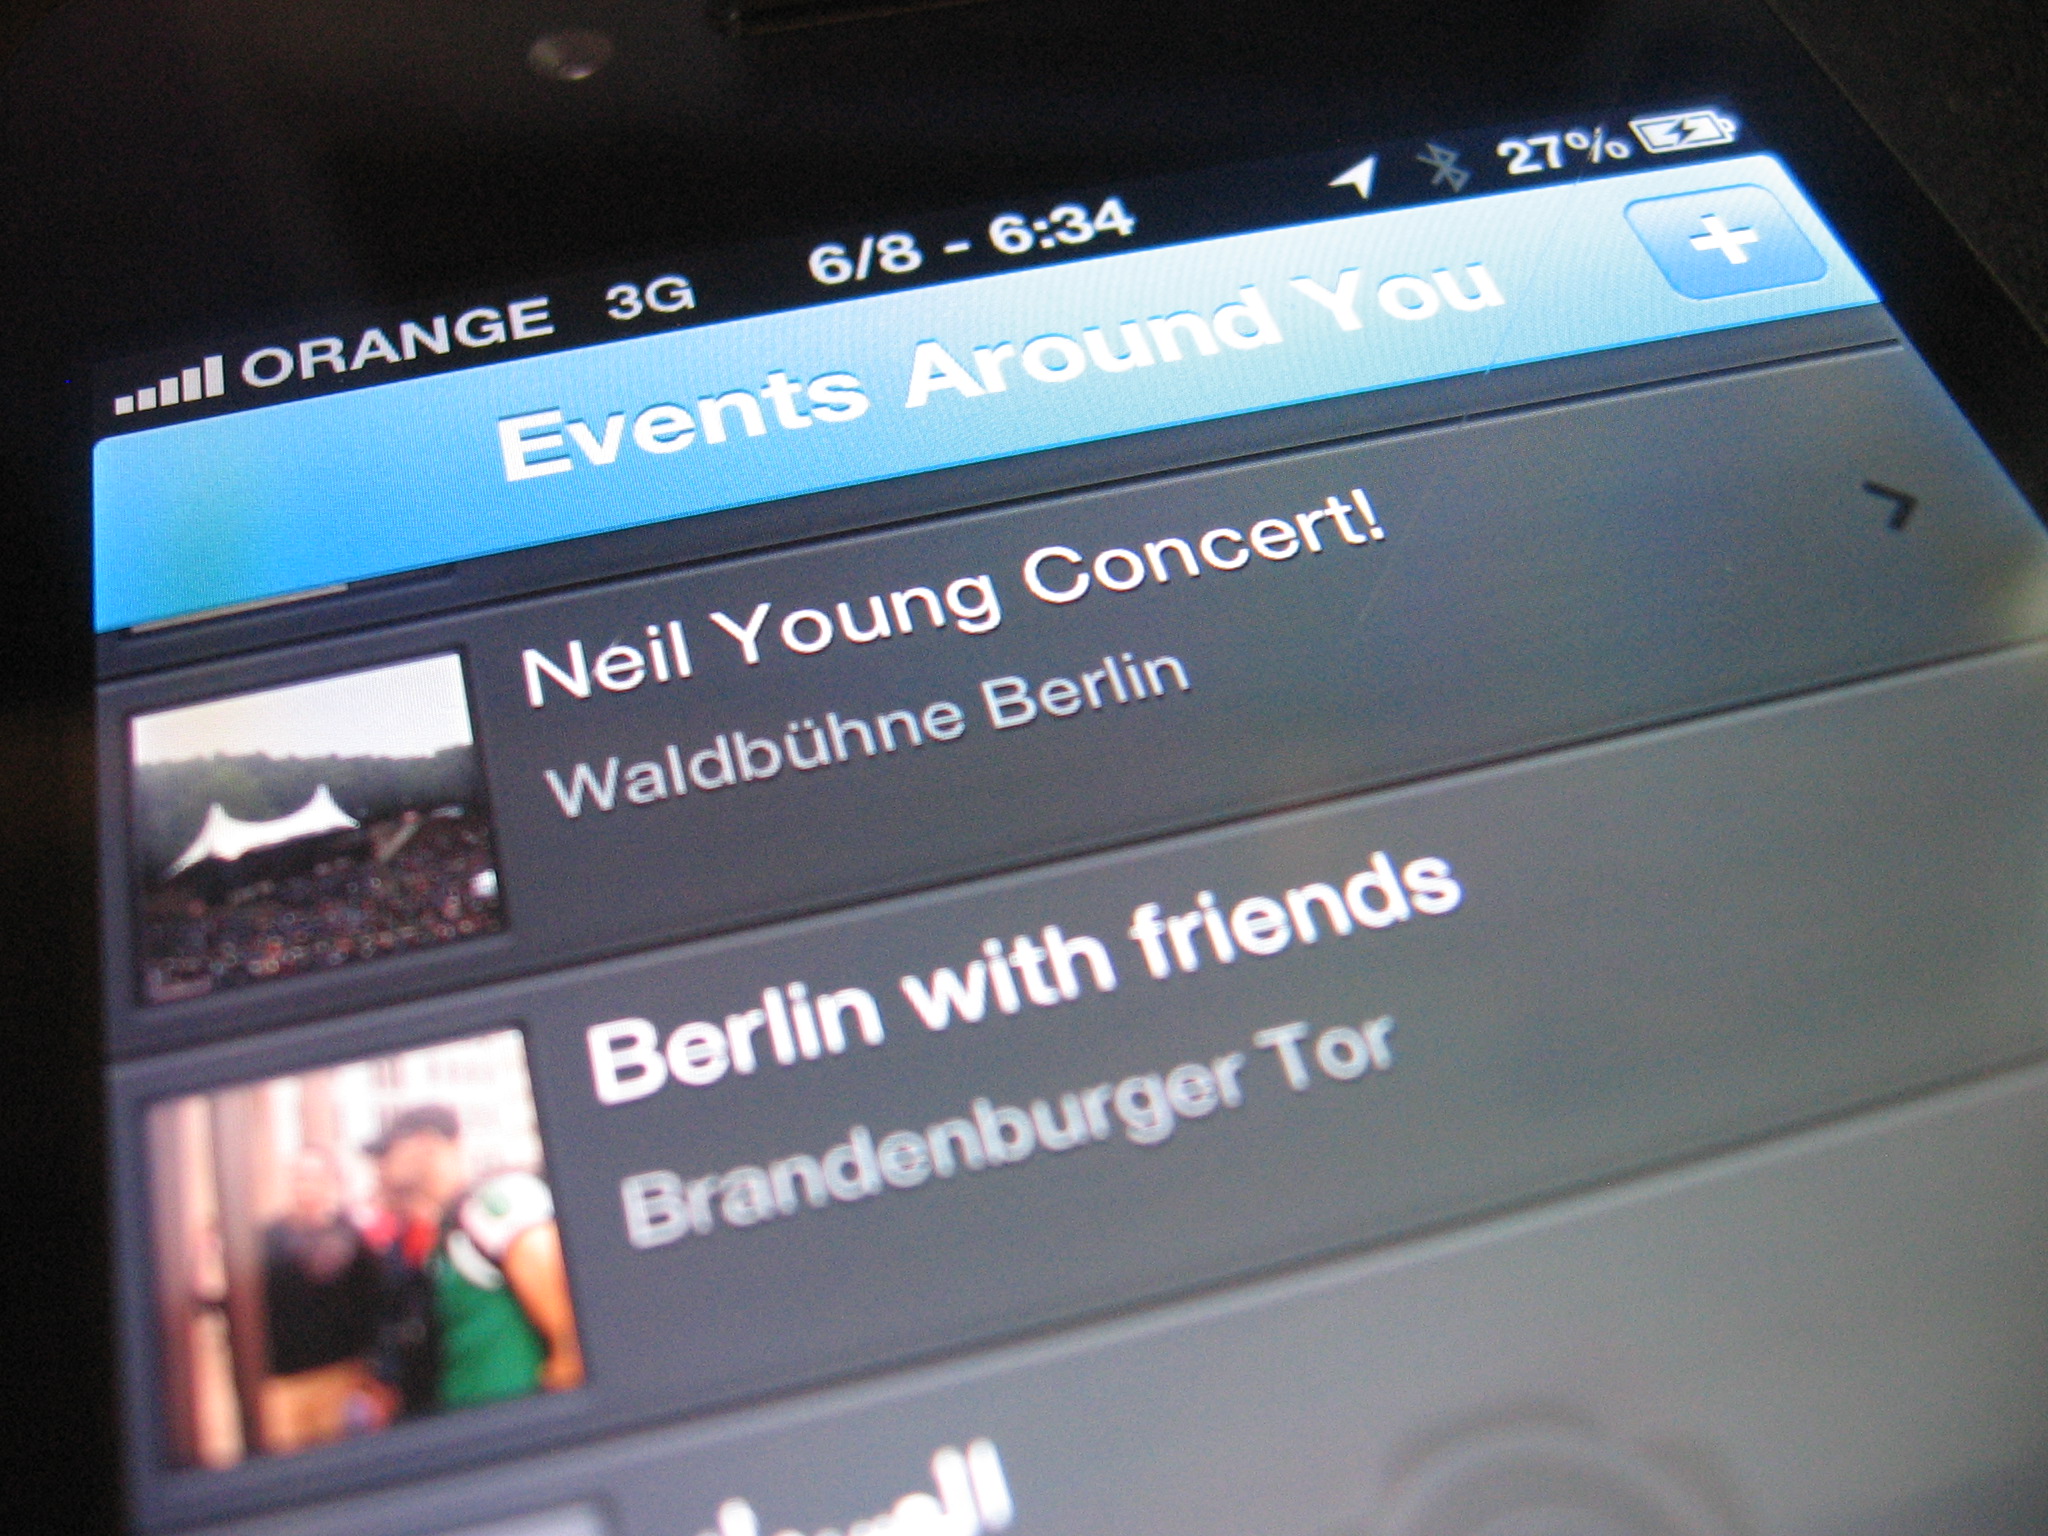 ORANGE 3G 6/8 - 6:34 27%
Events Around You +
Neil Young Concert!
Waldbühne Berlin
Berlin with friends
Brandenburger Tor